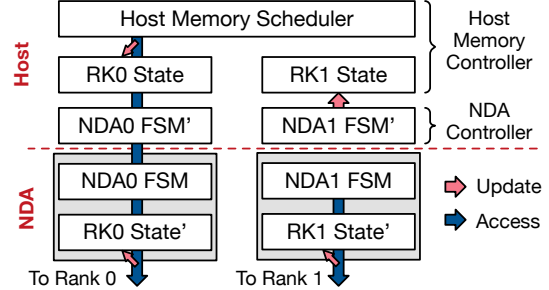 Host Memory Scheduler
Host
Memory
Controller
Host
RK0 State
RK1 State
NDA0 FSM'
NDA1 FSM'
NDA
Controller
NDA
NDA0 FSM
NDA1 FSM
Update
RK0 State'
RK1 State'
Access
To Rank 0
To Rank 1